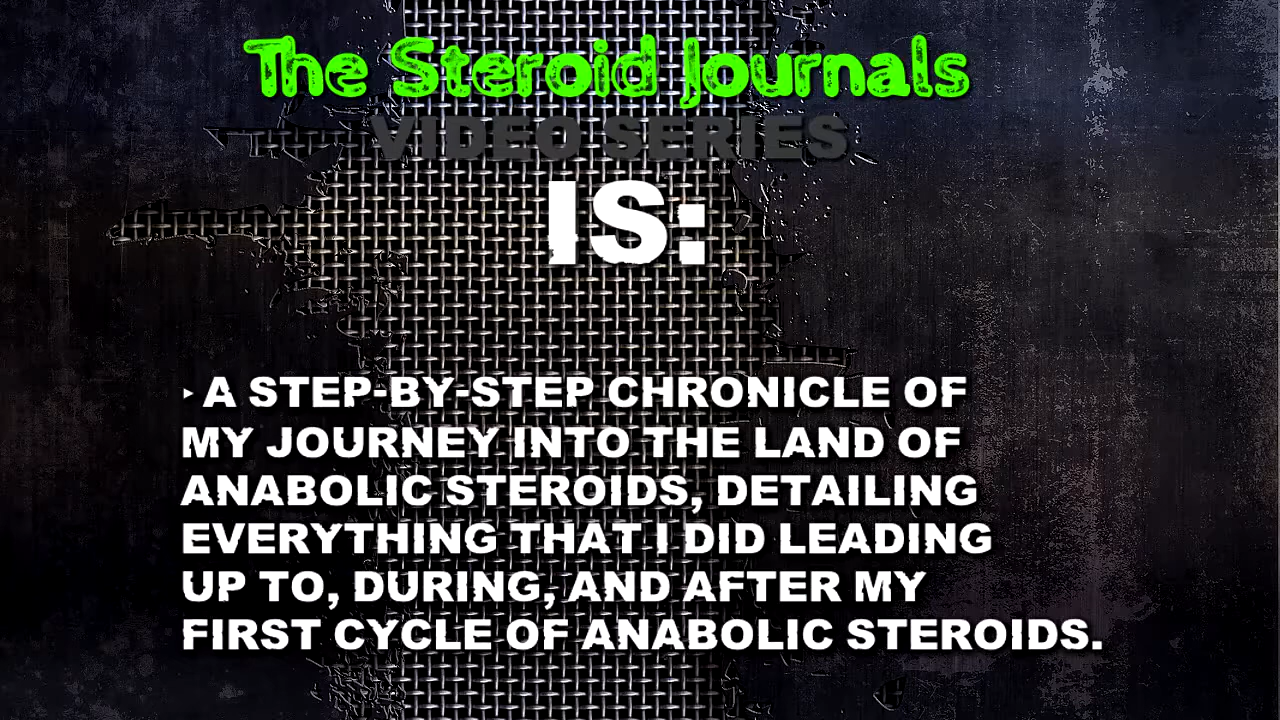 The Steroid Journals
VIDEO SERIES
IS:
‣ A STEP-BY-STEP CHRONICLE OF
MY JOURNEY INTO THE LAND OF
ANABOLIC STEROIDS, DETAILING
EVERYTHING THAT I DID LEADING
UP TO, DURING, AND AFTER MY
FIRST CYCLE OF ANABOLIC STEROIDS.